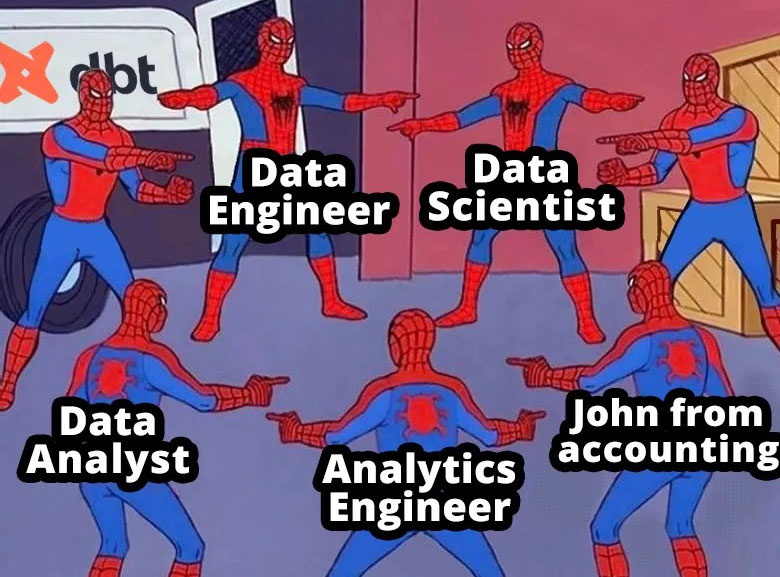 dbt
Data
Engineer
Data
Scientist
Data
Analyst
Analytics
Engineer
John from
accounting